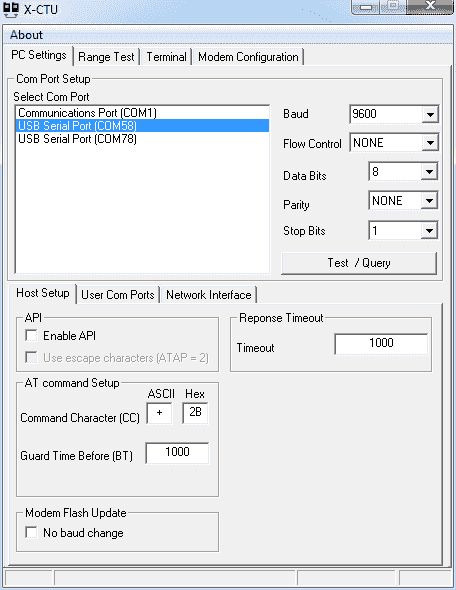 X-CTU
About
PC Settings Range Test Terminal Modem Configuration
Com Port Setup
Select Com Port
Communications Port (COM1)
USB Serial Port (COM58)
USB Serial Port (COM78)
Baud 9600
Flow Control NONE
Data Bits 8
Parity NONE
Stop Bits 1
Test / Query
Host Setup User Com Ports Network Interface
API
Enable API
Use escape characters (ATAP = 2)
Reponse Timeout
Timeout 1000
AT command Setup
ASCII Hex
Command Character (CC) + 2B
Guard Time Before (BT) 1000
Modem Flash Update
No baud change